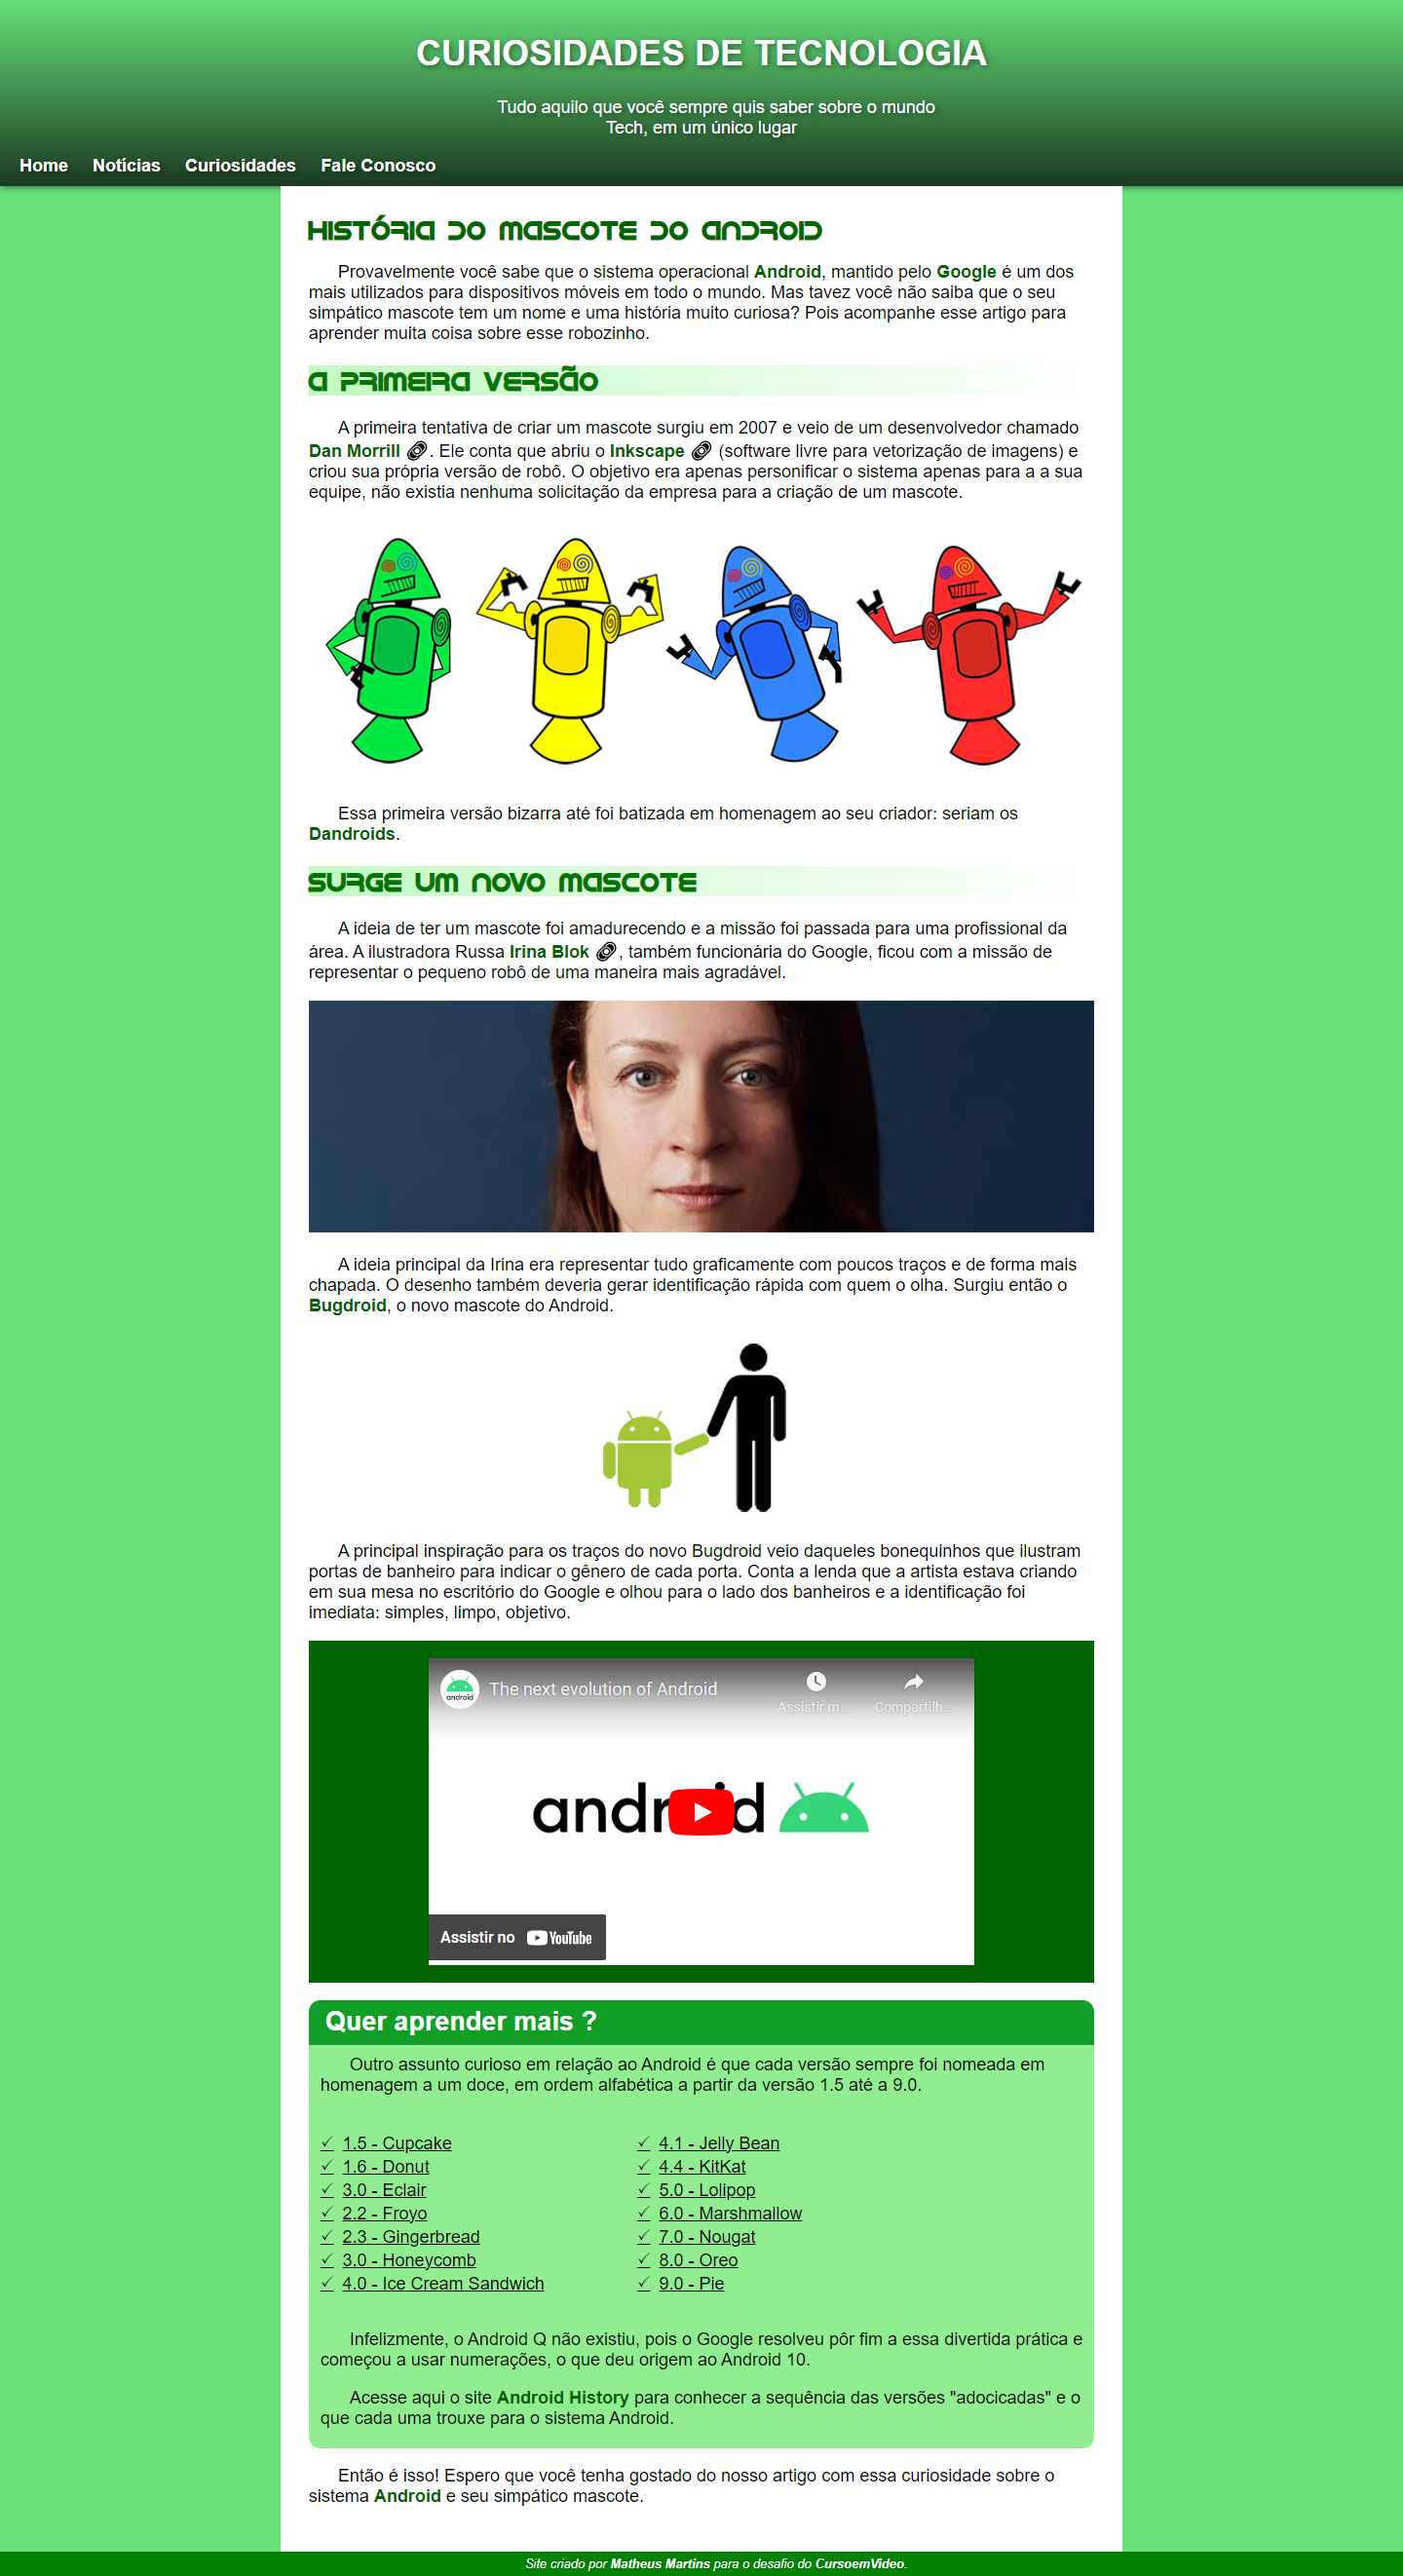 CURIOSIDADES DE TECNOLOGIA
Tudo aquilo que você sempre quis saber sobre o mundo
Tech, em um único lugar
Home Notícias Curiosidades Fale Conosco
HISTÓRIA DO MASCOTE DO ANDROID
Provavelmente você sabe que o sistema operacional Android, mantido pelo Google é um dos
mais utilizados para dispositivos móveis em todo o mundo. Mas tavez você não saiba que o seu
simpático mascote tem um nome e uma história muito curiosa? Pois acompanhe esse artigo para
aprender muita coisa sobre esse robozinho.
A PRIMEIRA VERSÃO
A primeira tentativa de criar um mascote surgiu em 2007 e veio de um desenvolvedor chamado
Dan Morrill . Ele conta que abriu o Inkscape (software livre para vetorização de imagens) e
criou sua própria versão de robô. O objetivo era apenas personificar o sistema apenas para a a sua
equipe, não existia nenhuma solicitação da empresa para a criação de um mascote.
Essa primeira versão bizarra até foi batizada em homenagem ao seu criador: seriam os
Dandroids.
SURGE UM NOVO MASCOTE
A ideia de ter um mascote foi amadurecendo e a missão foi passada para uma profissional da
área. A ilustradora Russa Irina Blok , também funcionária do Google, ficou com a missão de
representar o pequeno robô de uma maneira mais agradável.
A ideia principal da Irina era representar tudo graficamente com poucos traços e de forma mais
chapada. O desenho também deveria gerar identificação rápida com quem o olha. Surgiu então o
Bugdroid, o novo mascote do Android.
A principal inspiração para os traços do novo Bugdroid veio daqueles bonequinhos que ilustram
portas de banheiro para indicar o gênero de cada porta. Conta a lenda que a artista estava criando
em sua mesa no escritório do Google e olhou para o lado dos banheiros e a identificação foi
imediata: simples, limpo, objetivo.
android The next evolution of Android
Assistir m... Compartilh...
android
Assistir no YouTube
Quer aprender mais ?
Outro assunto curioso em relação ao Android é que cada versão sempre foi nomeada em
homenagem a um doce, em ordem alfabética a partir da versão 1.5 até a 9.0.
✓ 1.5 - Cupcake
✓ 1.6 - Donut
✓ 3.0 - Eclair
✓ 2.2 - Froyo
✓ 2.3 - Gingerbread
✓ 3.0 - Honeycomb
✓ 4.0 - Ice Cream Sandwich
✓ 4.1 - Jelly Bean
✓ 4.4 - KitKat
✓ 5.0 - Lolipop
✓ 6.0 - Marshmallow
✓ 7.0 - Nougat
✓ 8.0 - Oreo
✓ 9.0 - Pie
Infelizmente, o Android Q não existiu, pois o Google resolveu pôr fim a essa divertida prática e
começou a usar numerações, o que deu origem ao Android 10.
Acesse aqui o site Android History para conhecer a sequência das versões "adocicadas" e o
que cada uma trouxe para o sistema Android.
Então é isso! Espero que você tenha gostado do nosso artigo com essa curiosidade sobre o
sistema Android e seu simpático mascote.
Site criado por Matheus Martins para o desafio do CursoemVideo.